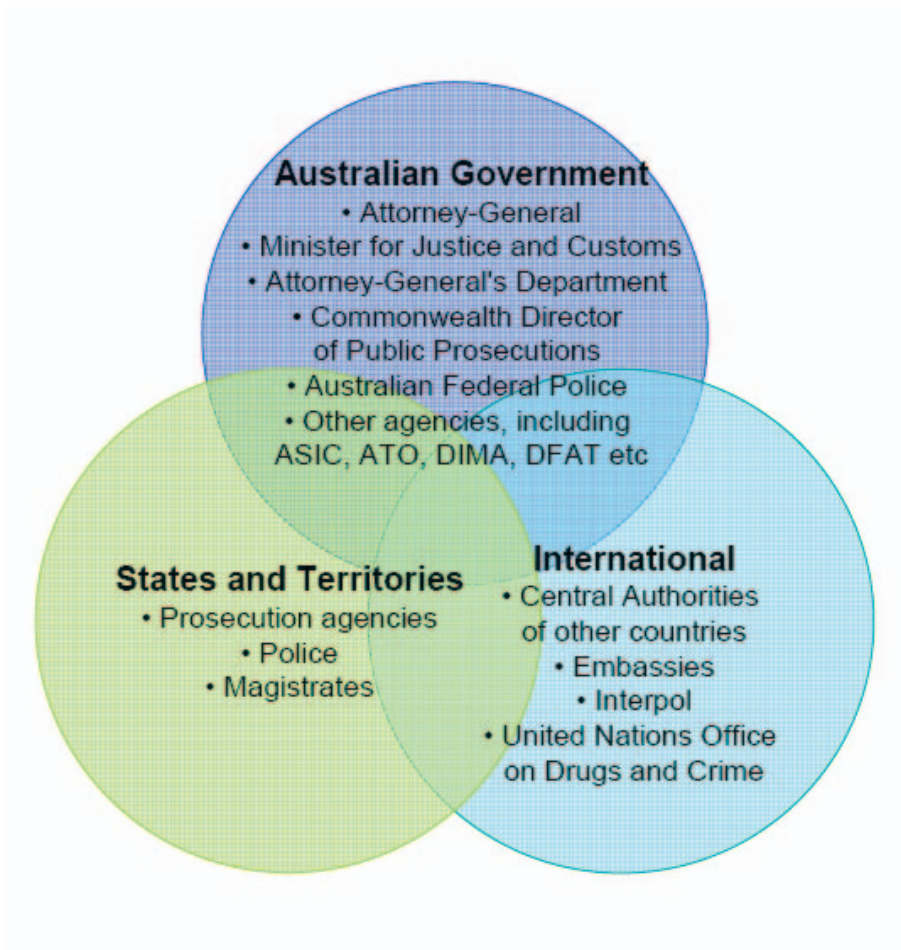 Australian Government
• Attorney-General
• Minister for Justice and Customs
• Attorney-General's Department
• Commonwealth Director
of Public Prosecutions
• Australian Federal Police
• Other agencies, including
ASIC, ATO, DIMA, DFAT etc
States and Territories
• Prosecution agencies
• Police
• Magistrates
International
• Central Authorities
of other countries
• Embassies
• Interpol
• United Nations Office
on Drugs and Crime